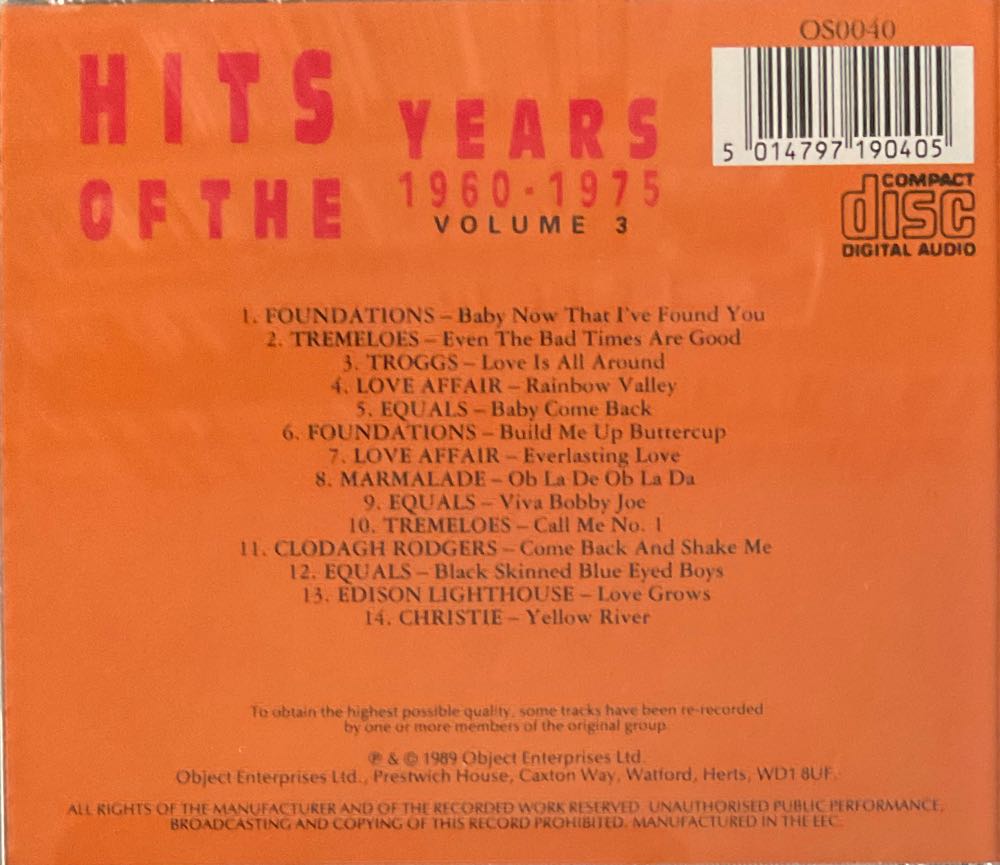 OS0040
HITS
OF THE
YEARS
1960-1975
VOLUME 3
5 014797 190405
COMPACT
disc
DIGITAL AUDIO
1. FOUNDATIONS – Baby Now That I've Found You
2. TREMELOES – Even The Bad Times Are Good
3. TROGGS – Love Is All Around
4. LOVE AFFAIR – Rainbow Valley
5. EQUALS – Baby Come Back
6. FOUNDATIONS – Build Me Up Buttercup
7. LOVE AFFAIR – Everlasting Love
8. MARMALADE – Ob La De Ob La Da
9. EQUALS – Viva Bobby Joe
10. TREMELOES – Call Me No. 1
11. CLODAGH RODGERS – Come Back And Shake Me
12. EQUALS – Black Skinned Blue Eyed Boys
13. EDISON LIGHTHOUSE – Love Grows
14. CHRISTIE – Yellow River
To obtain the highest possible quality, some tracks have been re-recorded
by one or more members of the original group.
℗ & © 1989 Object Enterprises Ltd.
Object Enterprises Ltd., Prestwich House, Caxton Way, Watford, Herts, WD1 8UF.
ALL RIGHTS OF THE MANUFACTURER AND OF THE RECORDED WORK RESERVED. UNAUTHORISED PUBLIC PERFORMANCE,
BROADCASTING AND COPYING OF THIS RECORD PROHIBITED. MANUFACTURED IN THE EEC.